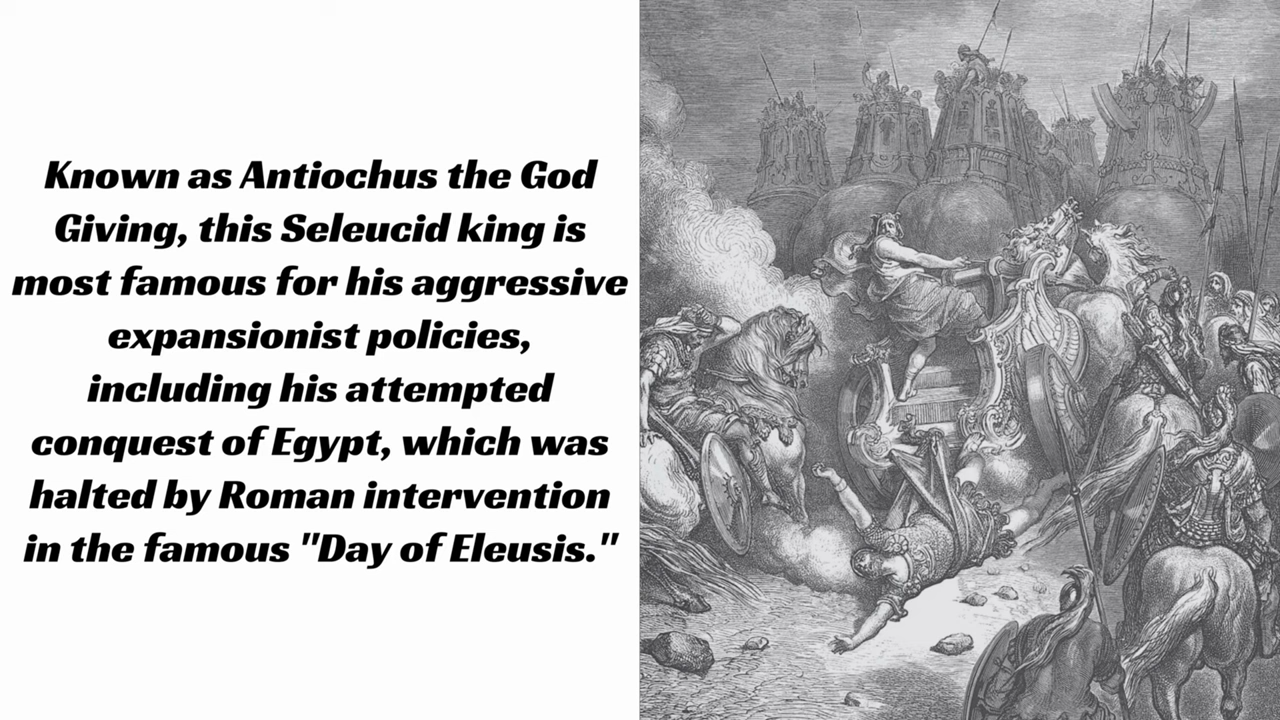 Known as Antiochus the God
Giving, this Seleucid king is
most famous for his aggressive
expansionist policies,
including his attempted
conquest of Egypt, which was
halted by Roman intervention
in the famous "Day of Eleusis."